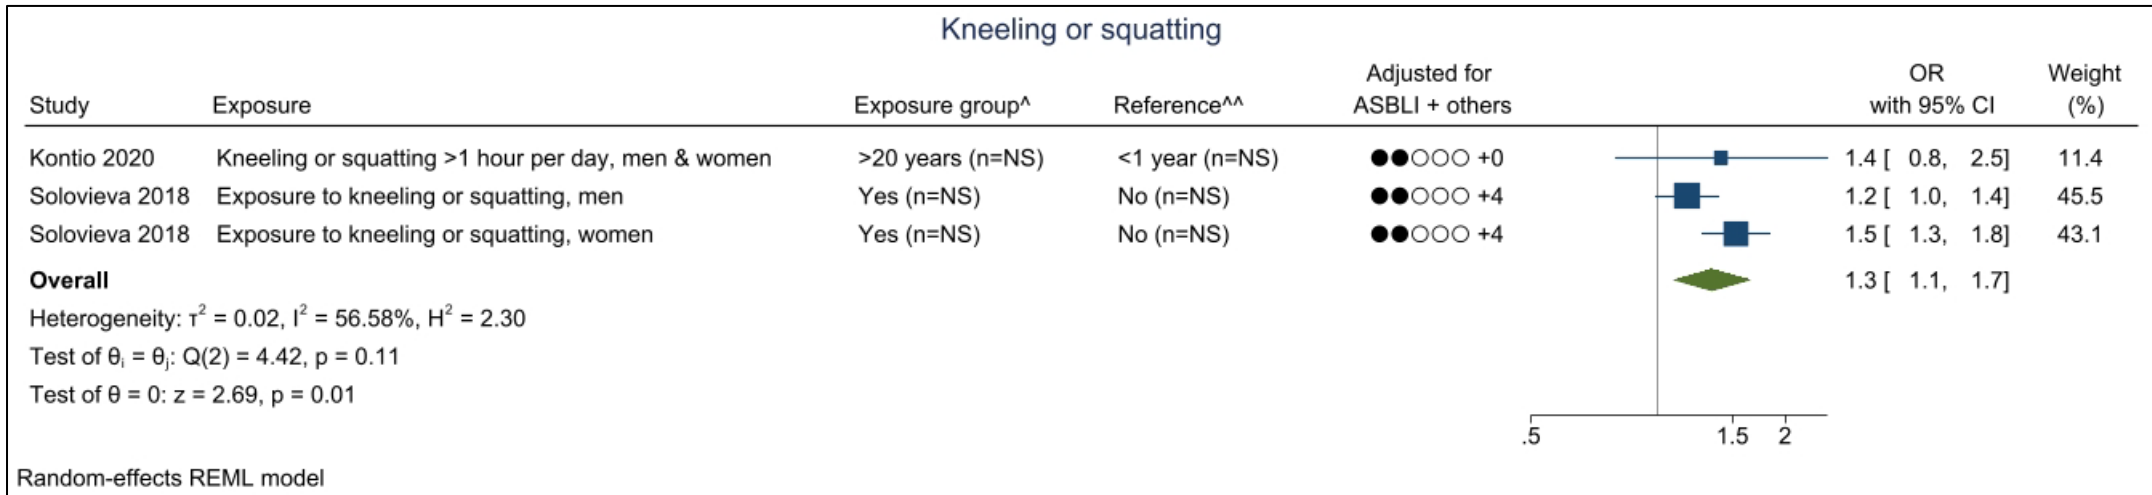 Kneeling or squatting
Adjusted for OR Weight
Study Exposure Exposure group^ Reference^^ ASBLI + others with 95% CI (%)
Kontio 2020 Kneeling or squatting >1 hour per day, men & women >20 years (n=NS) <1 year (n=NS) ●●○○○ +0 1.4 [ 0.8, 2.5] 11.4
Solovieva 2018 Exposure to kneeling or squatting, men Yes (n=NS) No (n=NS) ●●○○○ +4 1.2 [ 1.0, 1.4] 45.5
Solovieva 2018 Exposure to kneeling or squatting, women Yes (n=NS) No (n=NS) ●●○○○ +4 1.5 [ 1.3, 1.8] 43.1
Overall 1.3 [ 1.1, 1.7]
Heterogeneity: τ² = 0.02, I² = 56.58%, H² = 2.30
Test of θᵢ = θⱼ: Q(2) = 4.42, p = 0.11
Test of θ = 0: z = 2.69, p = 0.01
.5 1.5 2
Random-effects REML model